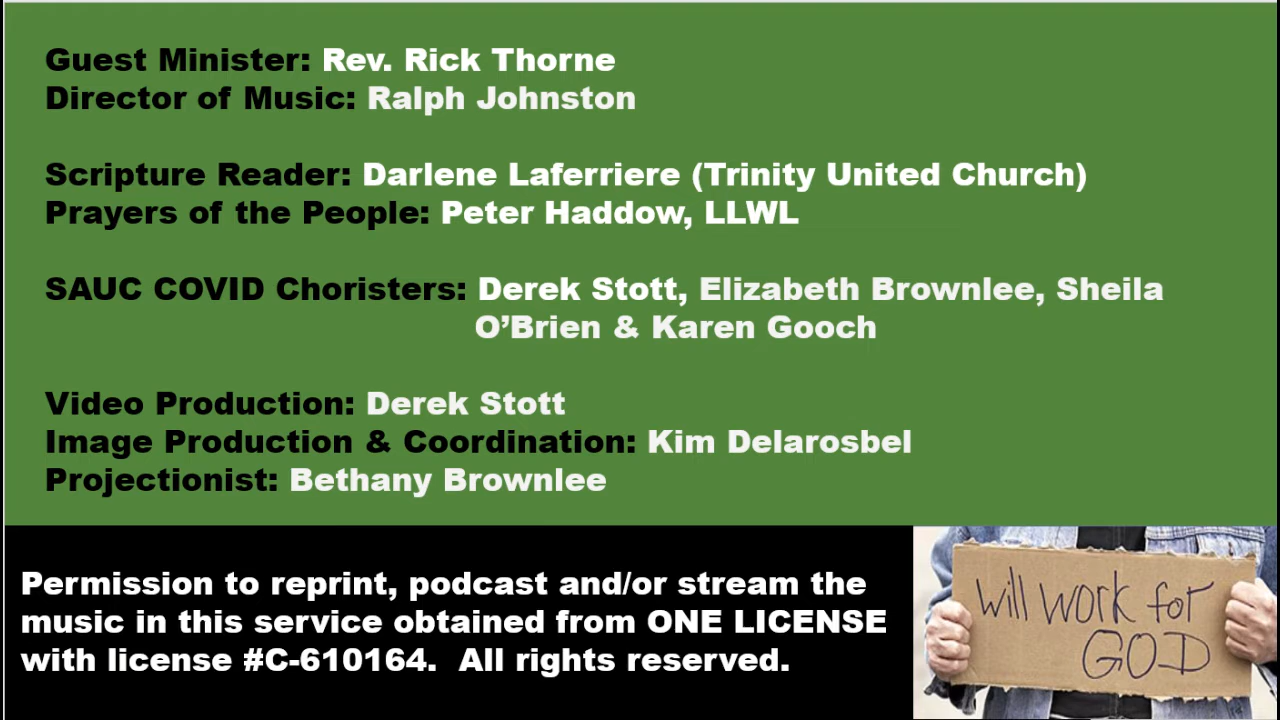 Guest Minister: Rev. Rick Thorne
Director of Music: Ralph Johnston
Scripture Reader: Darlene Laferriere (Trinity United Church)
Prayers of the People: Peter Haddow, LLWL
SAUC COVID Choristers: Derek Stott, Elizabeth Brownlee, Sheila
O’Brien & Karen Gooch
Video Production: Derek Stott
Image Production & Coordination: Kim Delarosbel
Projectionist: Bethany Brownlee
Permission to reprint, podcast and/or stream the
music in this service obtained from ONE LICENSE
with license #C-610164.  All rights reserved.
will work for
GOD